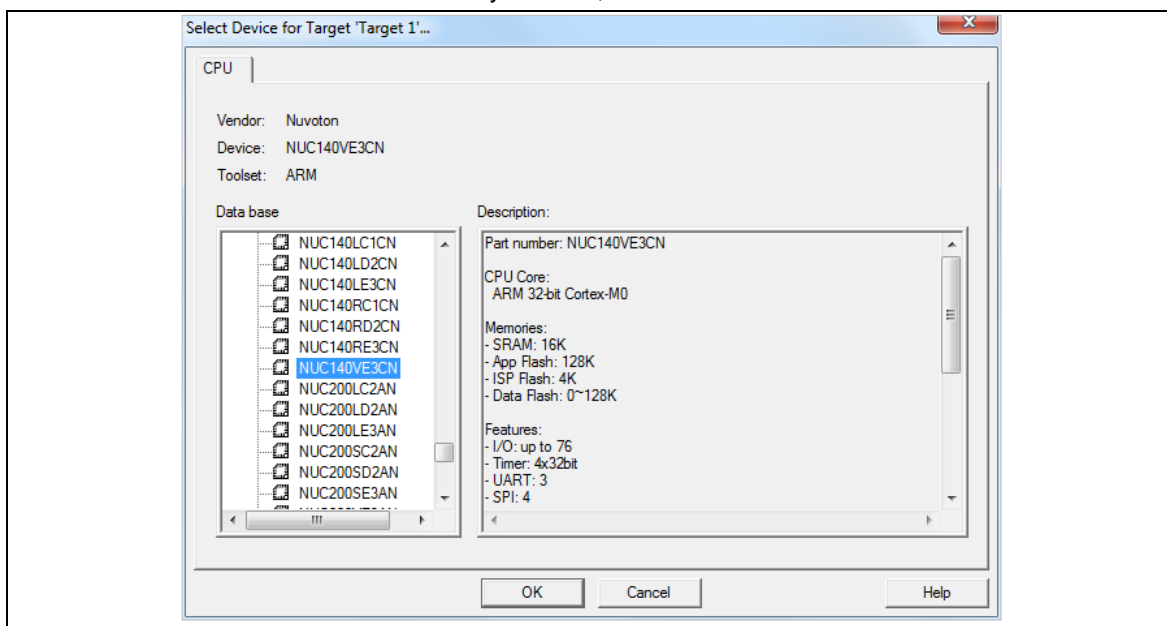 Select Device for Target 'Target 1'...
CPU
Vendor: Nuvoton
Device: NUC140VE3CN
Toolset: ARM
Data base
NUC140LC1CN
NUC140LD2CN
NUC140LE3CN
NUC140RC1CN
NUC140RD2CN
NUC140RE3CN
NUC140VE3CN
NUC200LC2AN
NUC200LD2AN
NUC200LE3AN
NUC200SC2AN
NUC200SD2AN
NUC200SE3AN
Description:
Part number: NUC140VE3CN
CPU Core:
ARM 32-bit Cortex-M0
Memories:
- SRAM: 16K
- App Flash: 128K
- ISP Flash: 4K
- Data Flash: 0~128K
Features:
- I/O: up to 76
- Timer: 4x32bit
- UART: 3
- SPI: 4
OK Cancel Help